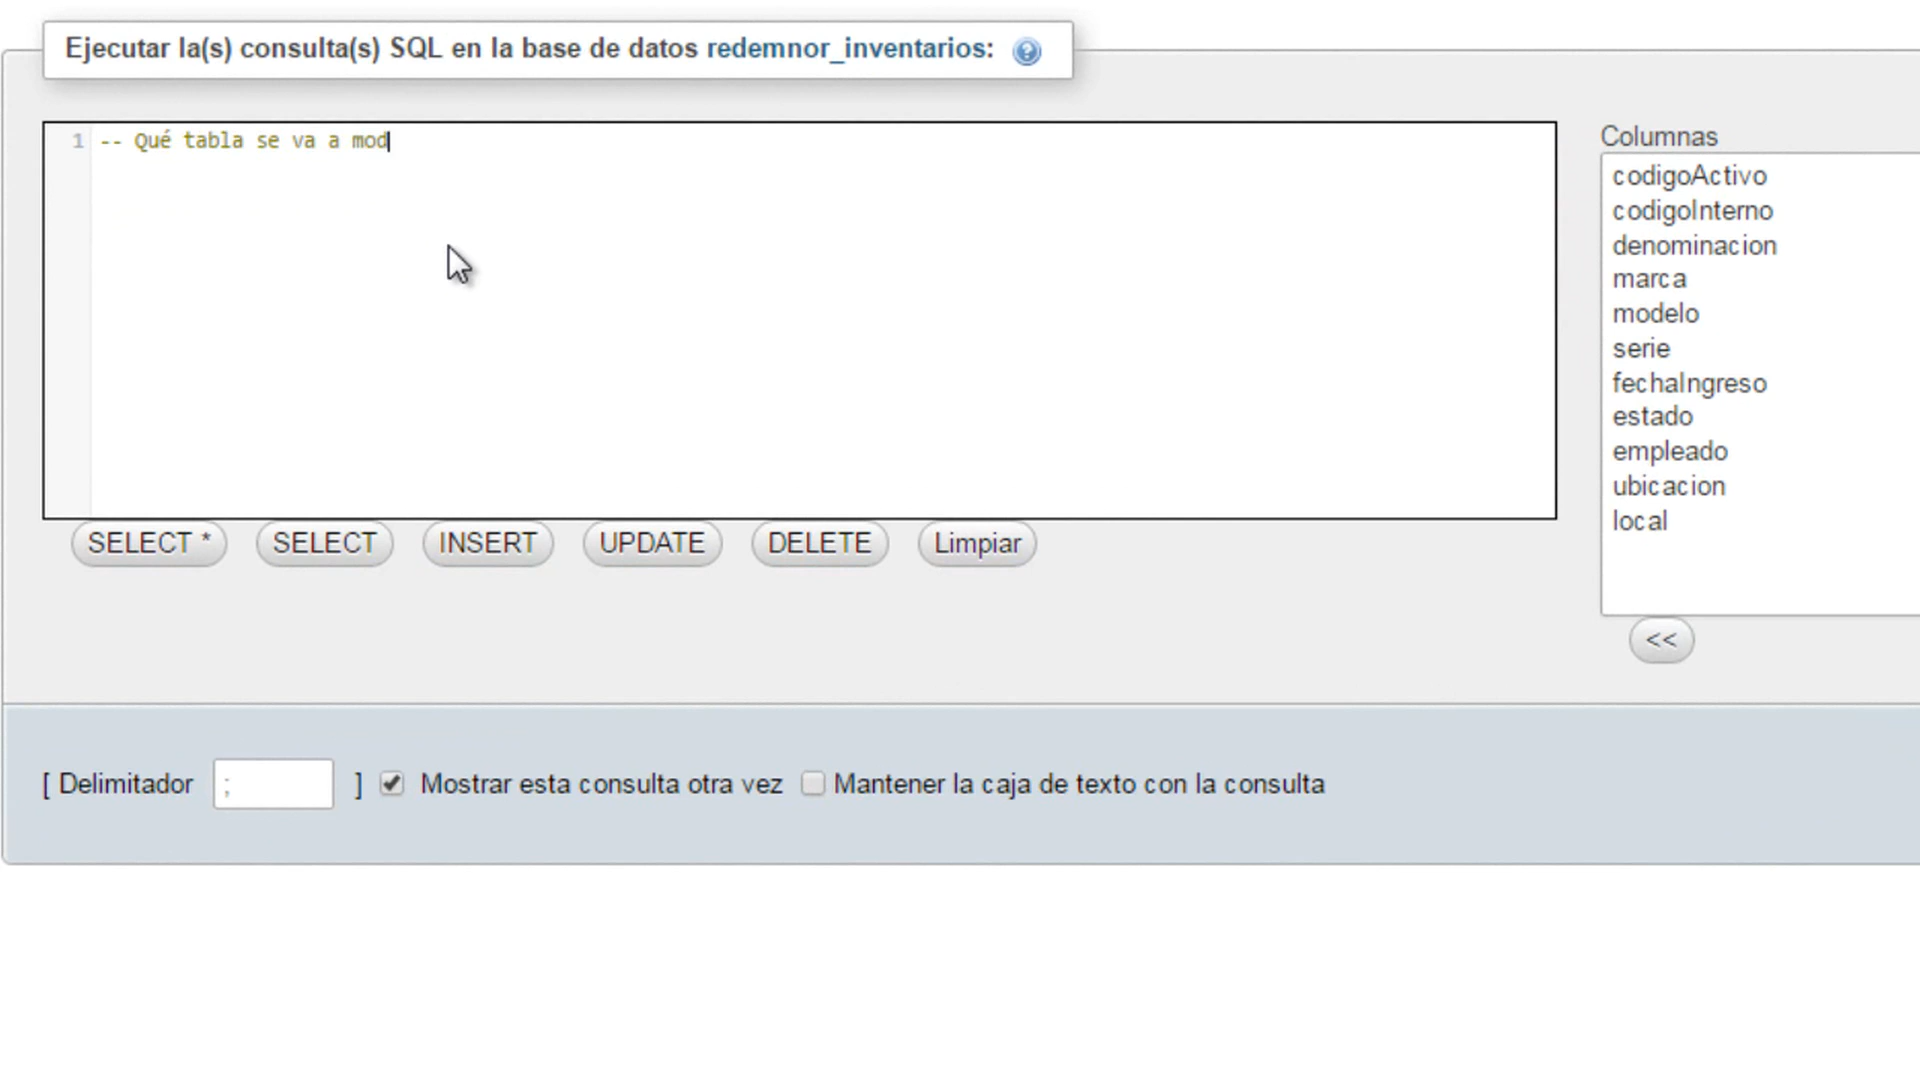 Ejecutar la(s) consulta(s) SQL en la base de datos redemnor_inventarios:
1 -- Qué tabla se va a mod
Columnas
codigoActivo
codigoInterno
denominacion
marca
modelo
serie
fechaIngreso
estado
empleado
ubicacion
local
SELECT * SELECT INSERT UPDATE DELETE Limpiar
<<
[ Delimitador ; ] Mostrar esta consulta otra vez Mantener la caja de texto con la consulta